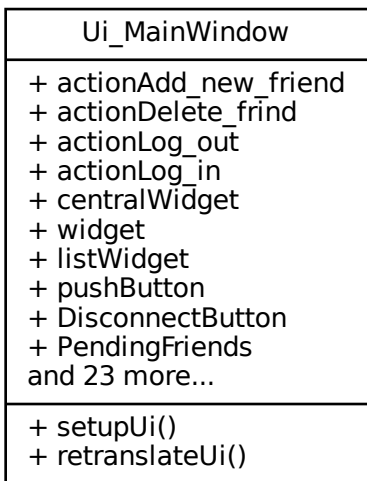 Ui_MainWindow
+ actionAdd_new_friend
+ actionDelete_frind
+ actionLog_out
+ actionLog_in
+ centralWidget
+ widget
+ listWidget
+ pushButton
+ DisconnectButton
+ PendingFriends
and 23 more...
+ setupUi()
+ retranslateUi()